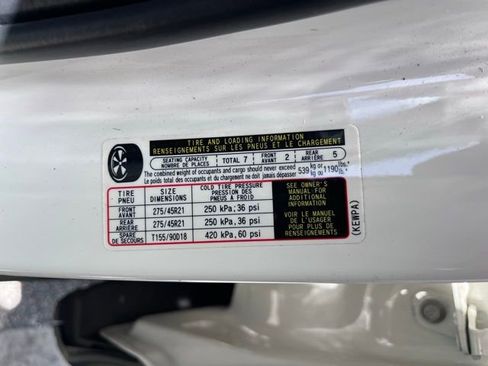 TIRE AND LOADING INFORMATION
RENSEIGNEMENTS SUR LES PNEUS ET LE CHARGEMENT
SEATING CAPACITY
NOMBRE DE PLACES
TOTAL 7
FRONT
AVANT
2
REAR
ARRIÈRE
5
The combined weight of occupants and cargo should never exceed
Le poids total des occupants et du chargement ne doit jamais dépasser
539 kg or
kg ou
1190 lbs.
lb.
TIRE
PNEU
SIZE
DIMENSIONS
COLD TIRE PRESSURE
PRESSION DES
PNEUS À FROID
FRONT
AVANT
275/45R21
250 kPa, 36 psi
REAR
ARRIÈRE
275/45R21
250 kPa, 36 psi
SPARE
DE SECOURS
T155/90D18
420 kPa, 60 psi
SEE OWNER'S
MANUAL FOR
ADDITIONAL
INFORMATION
VOIR LE MANUEL
DE L'USAGER
POUR PLUS DE
RENSEIGNEMENTS
(KEWPA)